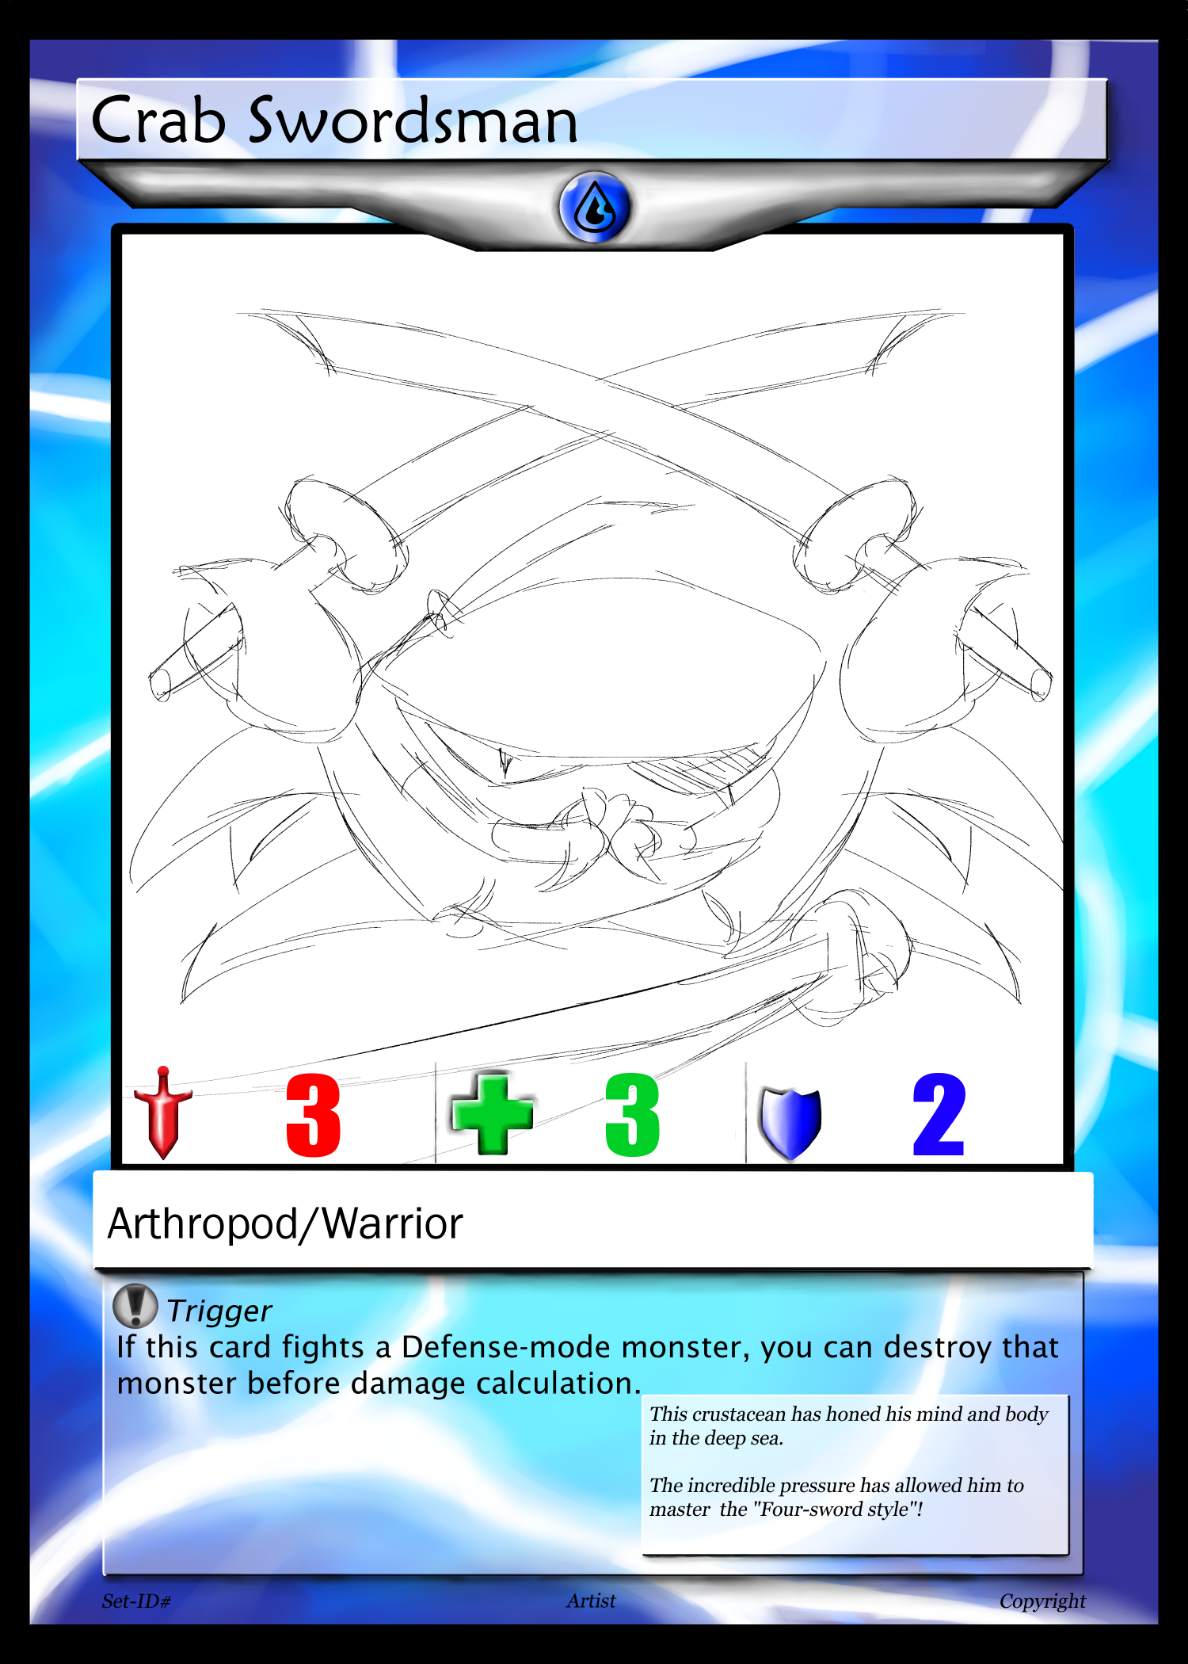 Crab Swordsman
3 3 2
Arthropod/Warrior
Trigger
If this card fights a Defense-mode monster, you can destroy that
monster before damage calculation.
This crustacean has honed his mind and body
in the deep sea.
The incredible pressure has allowed him to
master  the "Four-sword style"!
Set-ID# Artist Copyright